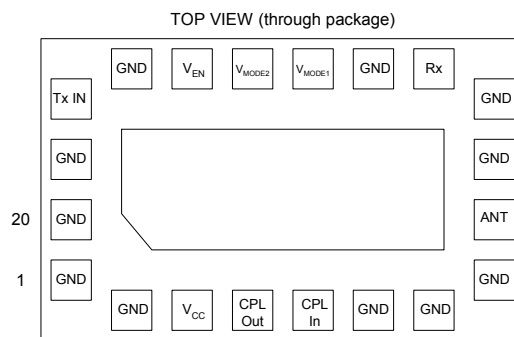 TOP VIEW (through package)
GND VEN VMODE2 VMODE1 GND Rx
Tx IN GND
GND GND
20 GND ANT
1 GND GND
GND VCC CPL Out CPL In GND GND